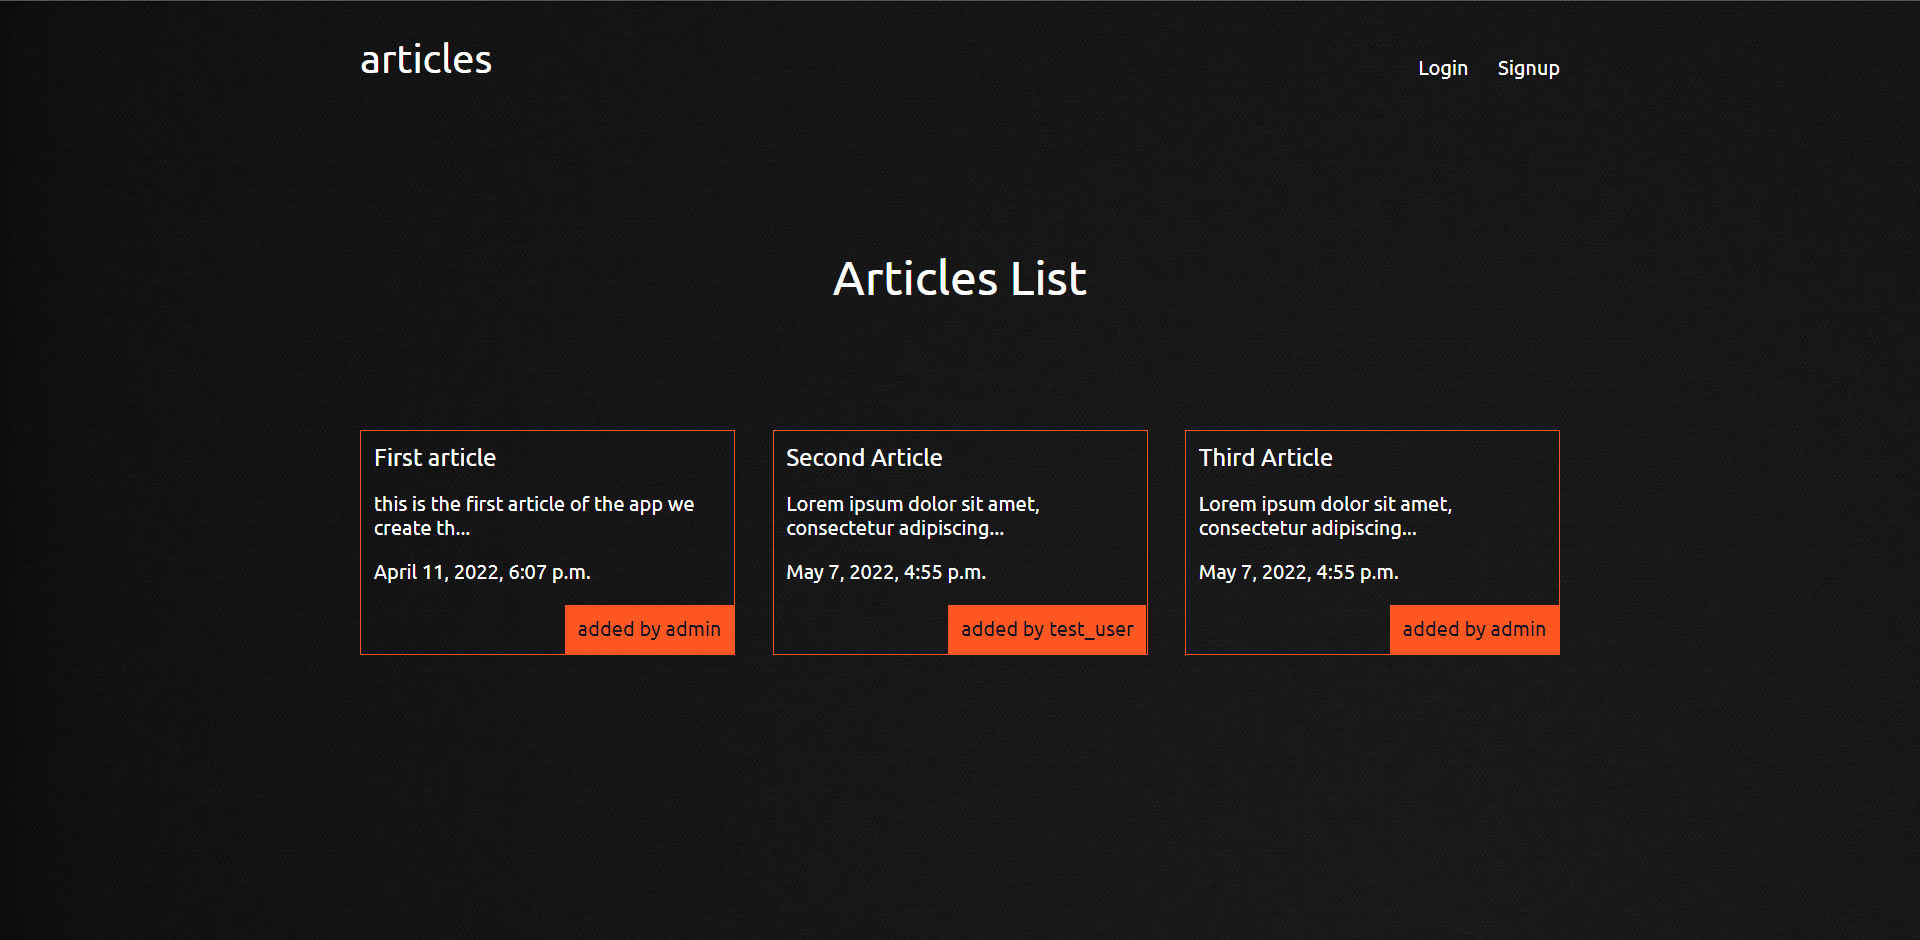 articles
Login Signup
Articles List
First article
this is the first article of the app we
create th...
April 11, 2022, 6:07 p.m.
added by admin
Second Article
Lorem ipsum dolor sit amet,
consectetur adipiscing...
May 7, 2022, 4:55 p.m.
added by test_user
Third Article
Lorem ipsum dolor sit amet,
consectetur adipiscing...
May 7, 2022, 4:55 p.m.
added by admin